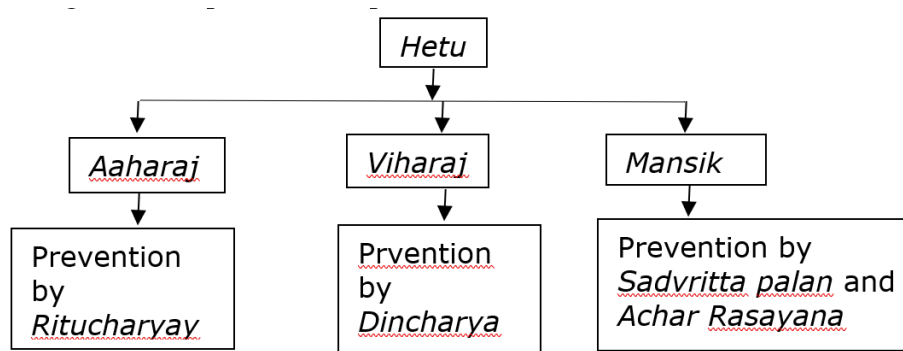 Hetu
Aaharaj
Viharaj
Mansik
Prevention
by
Ritucharyay
Prvention
by
Dincharya
Prevention by
Sadvritta palan and
Achar Rasayana